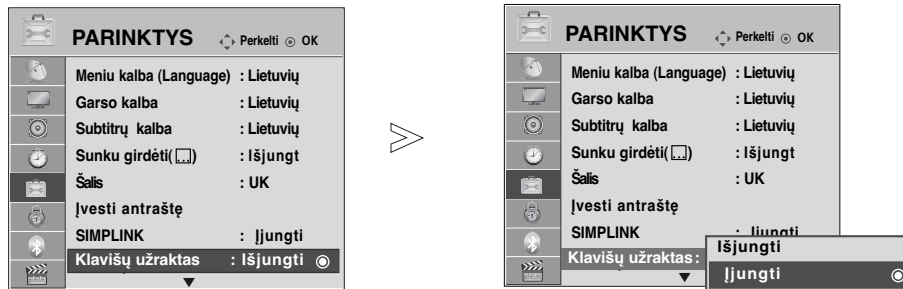 PARINKTYS Perkelti OK
Meniu kalba (Language) : Lietuvių
Garso kalba : Lietuvių
Subtitrų kalba : Lietuvių
Sunku girdėti( ) : Išjungt
Šalis : UK
Įvesti antraštę
SIMPLINK : Įjungti
Klavišų užraktas : Išjungti
PARINKTYS Perkelti OK
Meniu kalba (Language) : Lietuvių
Garso kalba : Lietuvių
Subtitrų kalba : Lietuvių
Sunku girdėti( ) : Išjungt
Šalis : UK
Įvesti antraštę
SIMPLINK : Įjungti
Klavišų užraktas :
Išjungti
Įjungti